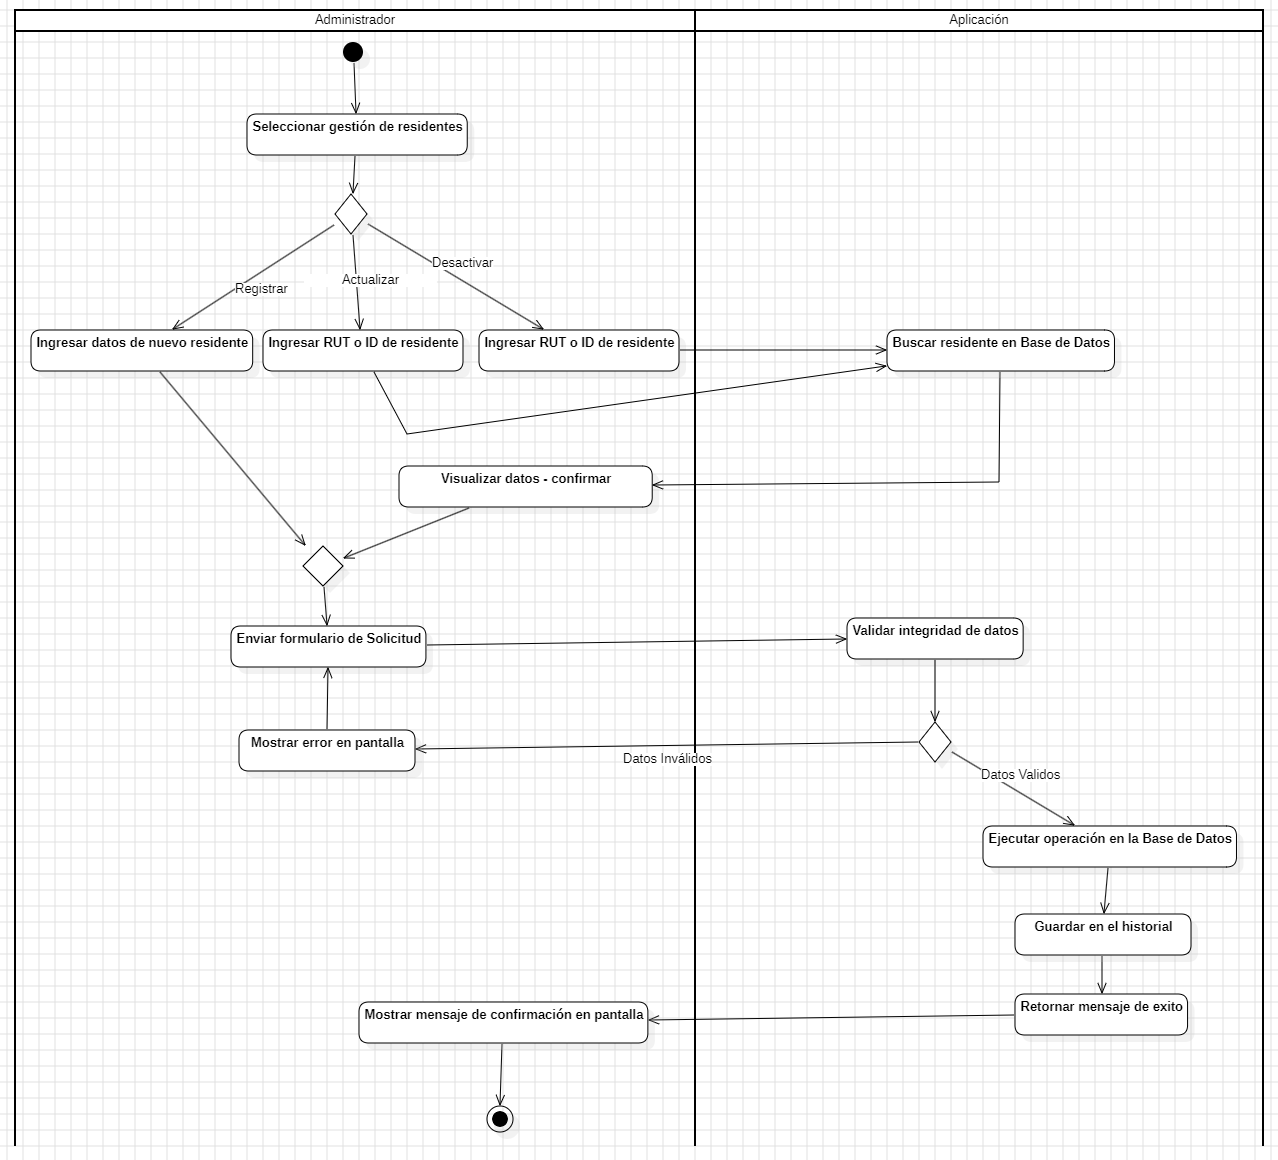 Administrador
Aplicación
Seleccionar gestión de residentes
Desactivar
Actualizar
Registrar
Ingresar datos de nuevo residente
Ingresar RUT o ID de residente
Ingresar RUT o ID de residente
Buscar residente en Base de Datos
Visualizar datos - confirmar
Enviar formulario de Solicitud
Validar integridad de datos
Mostrar error en pantalla
Datos Inválidos
Datos Validos
Ejecutar operación en la Base de Datos
Guardar en el historial
Retornar mensaje de exito
Mostrar mensaje de confirmación en pantalla